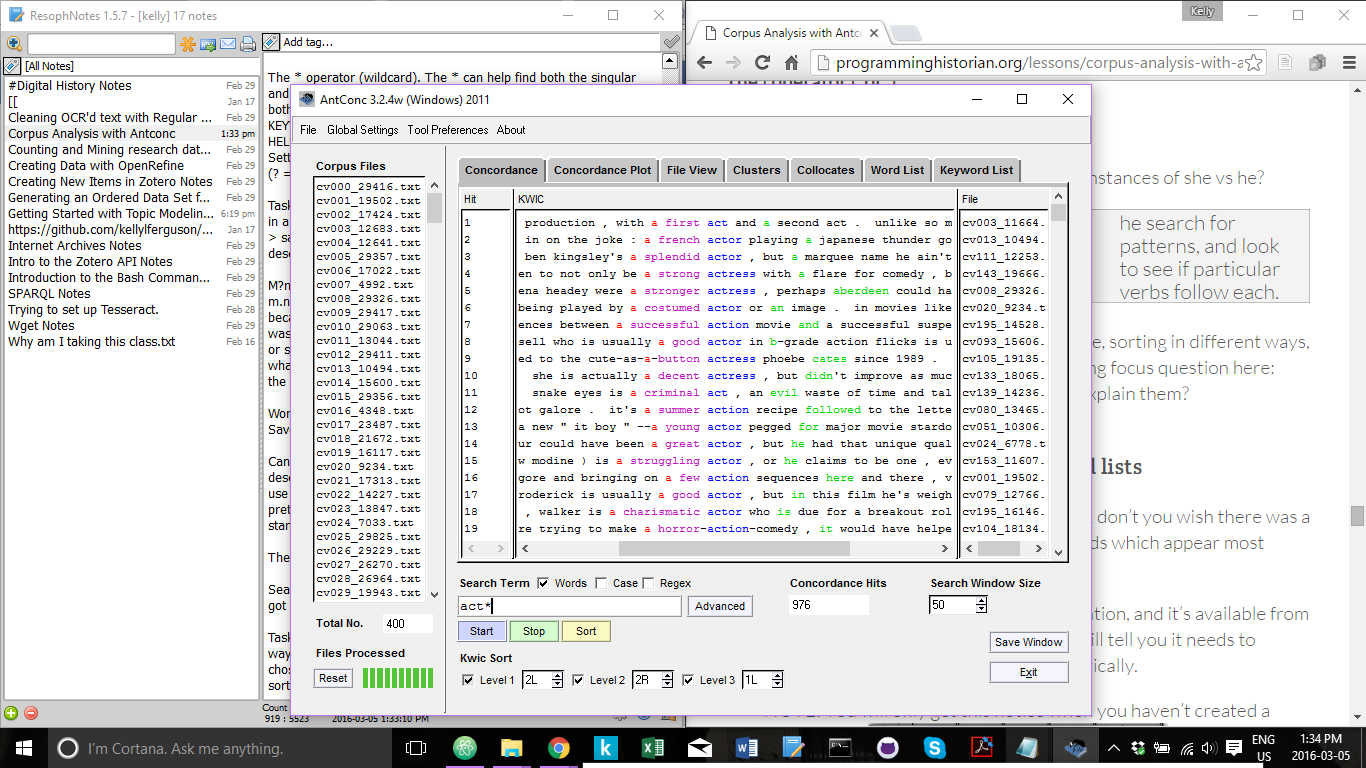 ResophNotes 1.5.7 - [kelly] 17 notes
Add tag...
[All Notes]
#Digital History Notes Feb 29
[[ Jan 17
Cleaning OCR'd text with Regular ... Feb 29
Corpus Analysis with Antconc 1:33 pm
Counting and Mining research dat... Feb 29
Creating Data with OpenRefine Feb 29
Creating New Items in Zotero Notes Feb 29
Generating an Ordered Data Set f... Feb 29
Getting Started with Topic Modelin... 6:19 pm
https://github.com/kellylferguson/... Jan 17
Internet Archives Notes Feb 29
Intro to the Zotero API Notes Feb 29
Introduction to the Bash Comman... Feb 29
SPARQL Notes Feb 29
Trying to set up Tesseract. Feb 28
Wget Notes Feb 29
Why am I taking this class.txt Feb 16
The * operator (wildcard). The * can help find both the singular
and
both
KEY
HEL
Sett
(? =
Task
in a
> sa
desc
M?n
m.n
beca
was
or s
wha
the
Wor
Save
Can
desc
use
pret
stan
The
Sea
got
Task
way
chos
sort
Count
919 : 5523 2016-03-05 1:33:10 PM
AntConc 3.2.4w (Windows) 2011
File Global Settings Tool Preferences About
Corpus Files
cv000_29416.txt
cv001_19502.txt
cv002_17424.txt
cv003_12683.txt
cv004_12641.txt
cv005_29357.txt
cv006_17022.txt
cv007_4992.txt
cv008_29326.txt
cv009_29417.txt
cv010_29063.txt
cv011_13044.txt
cv012_29411.txt
cv013_10494.txt
cv014_15600.txt
cv015_29356.txt
cv016_4348.txt
cv017_23487.txt
cv018_21672.txt
cv019_16117.txt
cv020_9234.txt
cv021_17313.txt
cv022_14227.txt
cv023_13847.txt
cv024_7033.txt
cv025_29825.txt
cv026_29229.txt
cv027_26270.txt
cv028_26964.txt
cv029_19943.txt
Total No. 400
Files Processed
Reset
Concordance Concordance Plot File View Clusters Collocates Word List Keyword List
Hit KWIC File
1 production , with a first act and a second act . unlike so m cv003_11664.
2 in on the joke : a french actor playing a japanese thunder go cv013_10494.
3 ben kingsley's a splendid actor , but a marquee name he ain't cv111_12253.
4 en to not only be a strong actress with a flare for comedy , b cv143_19666.
5 ena headey were a stronger actress , perhaps aberdeen could ha cv008_29326.
6 being played by a costumed actor or an image . in movies like cv020_9234.t
7 ences between a successful action movie and a successful suspe cv195_14528.
8 sell who is usually a good actor in b-grade action flicks is u cv093_15606.
9 ed to the cute-as-a-button actress phoebe cates since 1989 . cv105_19135.
10 she is actually a decent actress , but didn't improve as muc cv133_18065.
11 snake eyes is a criminal act , an evil waste of time and tal cv139_14236.
12 ot galore . it's a summer action recipe followed to the lette cv080_13465.
13 a new " it boy " --a young actor pegged for major movie stardo cv051_10306.
14 ur could have been a great actor , but he had that unique qual cv024_6778.t
15 w modine ) is a struggling actor , or he claims to be one , ev cv153_11607.
16 gore and bringing on a few action sequences here and there , v cv001_19502.
17 roderick is usually a good actor , but in this film he's weigh cv079_12766.
18 , walker is a charismatic actor who is due for a breakout rol cv195_16146.
19 re trying to make a horror-action-comedy , it would have helpe cv104_18134.
Search Term Words Case Regex Concordance Hits Search Window Size
act* Advanced 976 50
Start Stop Sort
Save Window
Kwic Sort
Level 1 2L Level 2 2R Level 3 1L
Exit
Kelly
Corpus Analysis with Antc
programminghistorian.org/lessons/corpus-analysis-with-a
nstances of she vs he?
he search for
patterns, and look
to see if particular
verbs follow each.
e, sorting in different ways,
ng focus question here:
xplain them?
d lists
, don't you wish there was a
ds which appear most
tion, and it's available from
ill tell you it needs to
ically.
you haven't created a
I'm Cortana. Ask me anything.
ENG
US
1:34 PM
2016-03-05